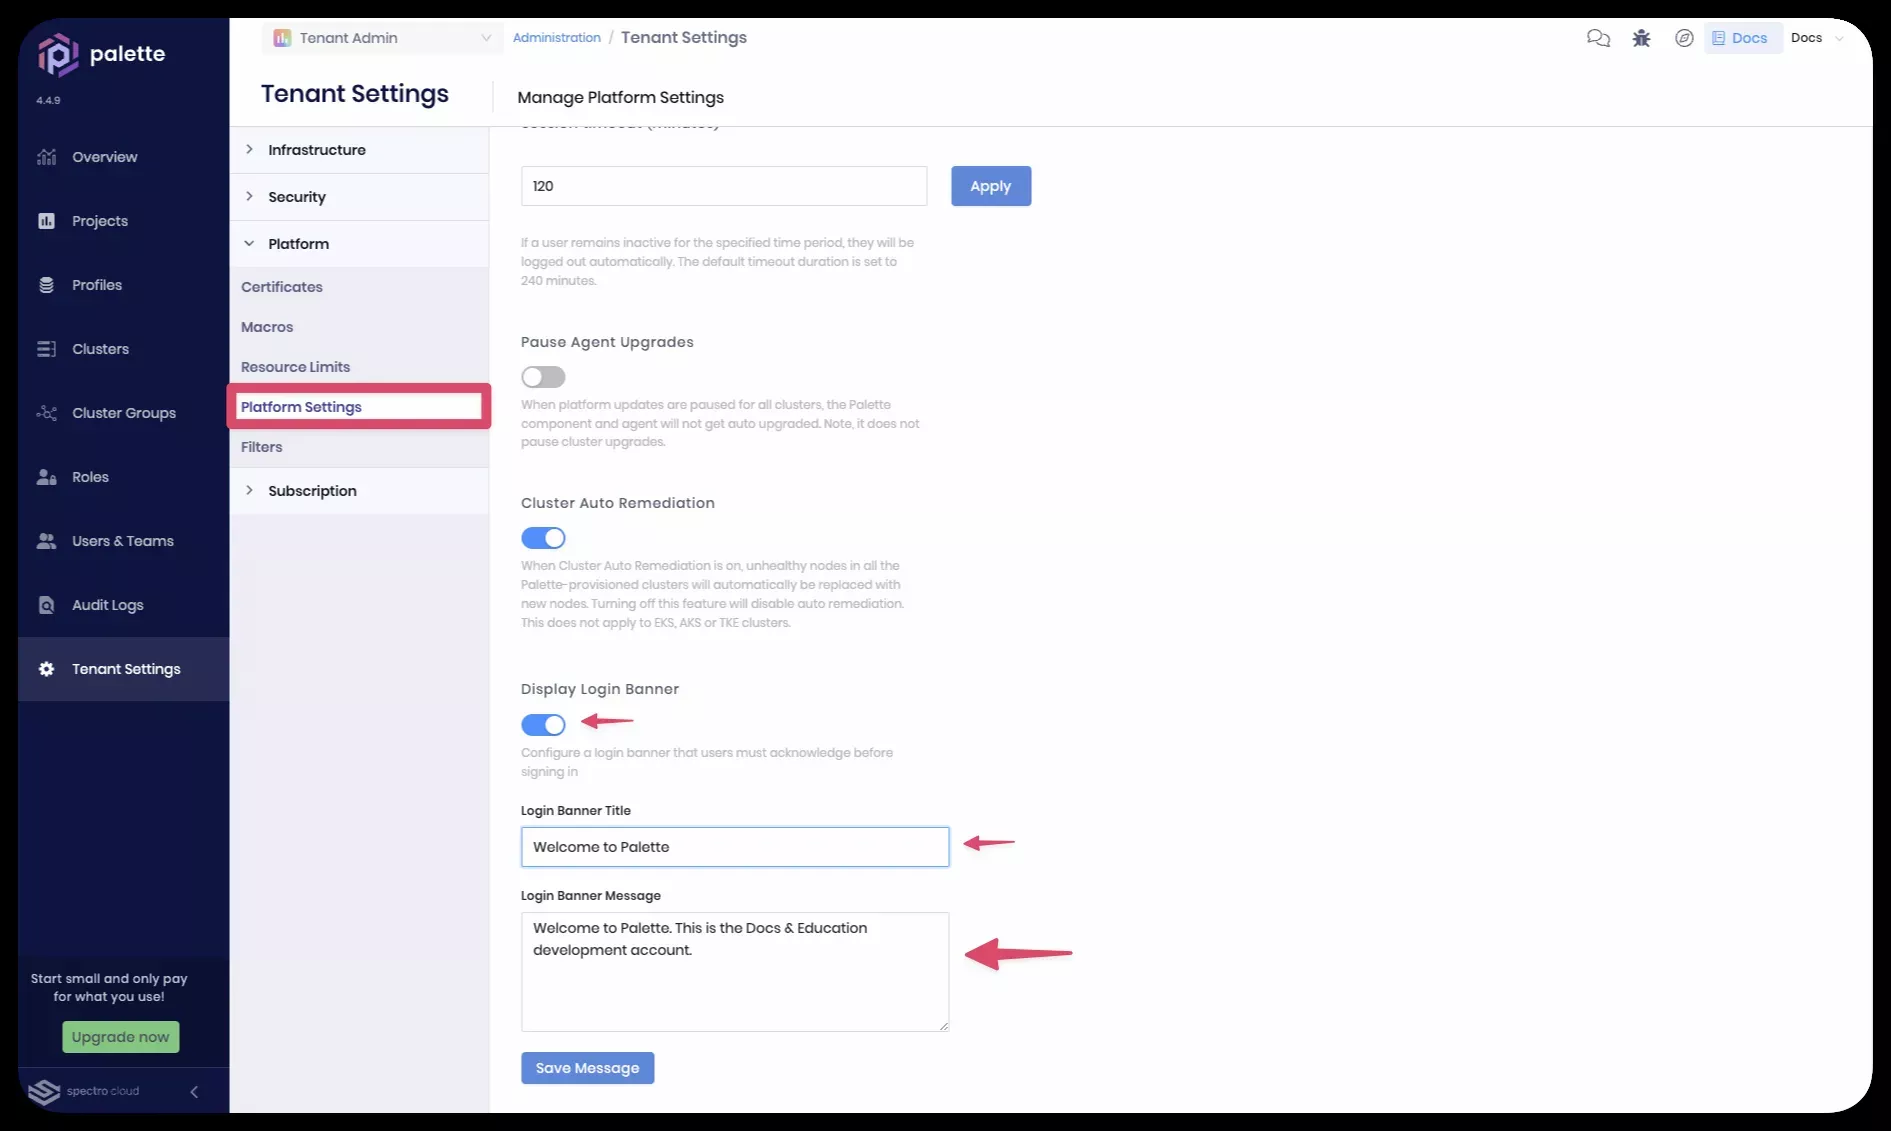 palette
4.4.9
Overview
Projects
Profiles
Clusters
Cluster Groups
Roles
Users & Teams
Audit Logs
Tenant Settings
Start small and only pay
for what you use!
Upgrade now
spectro cloud
Tenant Admin
Administration / Tenant Settings
Docs
Docs
Tenant Settings
Manage Platform Settings
Infrastructure
Security
Platform
Certificates
Macros
Resource Limits
Platform Settings
Filters
Subscription
Session timeout (minutes)
120
Apply
If a user remains inactive for the specified time period, they will be
logged out automatically. The default timeout duration is set to
240 minutes.
Pause Agent Upgrades
When platform updates are paused for all clusters, the Palette
component and agent will not get auto upgraded. Note, it does not
pause cluster upgrades.
Cluster Auto Remediation
When Cluster Auto Remediation is on, unhealthy nodes in all the
Palette-provisioned clusters will automatically be replaced with
new nodes. Turning off this feature will disable auto remediation.
This does not apply to EKS, AKS or TKE clusters.
Display Login Banner
Configure a login banner that users must acknowledge before
signing in
Login Banner Title
Welcome to Palette
Login Banner Message
Welcome to Palette. This is the Docs & Education
development account.
Save Message